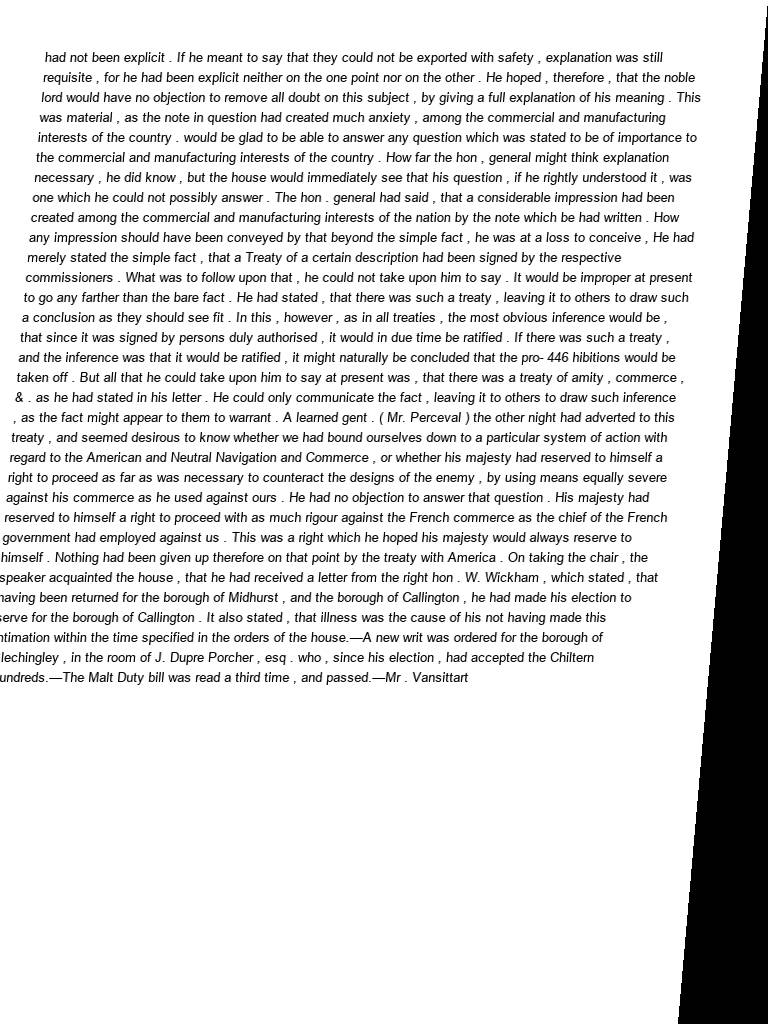 had not been explicit . If he meant to say that they could not be exported with safety , explanation was still
requisite , for he had been explicit neither on the one point nor on the other . He hoped , therefore , that the noble
lord would have no objection to remove all doubt on this subject , by giving a full explanation of his meaning . This
was material , as the note in question had created much anxiety , among the commercial and manufacturing
interests of the country . would be glad to be able to answer any question which was stated to be of importance to
the commercial and manufacturing interests of the country . How far the hon , general might think explanation
necessary , he did know , but the house would immediately see that his question , if he rightly understood it , was
one which he could not possibly answer . The hon . general had said , that a considerable impression had been
created among the commercial and manufacturing interests of the nation by the note which be had written . How
any impression should have been conveyed by that beyond the simple fact , he was at a loss to conceive , He had
merely stated the simple fact , that a Treaty of a certain description had been signed by the respective
commissioners . What was to follow upon that , he could not take upon him to say . It would be improper at present
to go any farther than the bare fact . He had stated , that there was such a treaty , leaving it to others to draw such
a conclusion as they should see fit . In this , however , as in all treaties , the most obvious inference would be ,
that since it was signed by persons duly authorised , it would in due time be ratified . If there was such a treaty ,
and the inference was that it would be ratified , it might naturally be concluded that the pro- 446 hibitions would be
taken off . But all that he could take upon him to say at present was , that there was a treaty of amity , commerce ,
& . as he had stated in his letter . He could only communicate the fact , leaving it to others to draw such inference
, as the fact might appear to them to warrant . A learned gent . ( Mr. Perceval ) the other night had adverted to this
treaty , and seemed desirous to know whether we had bound ourselves down to a particular system of action with
regard to the American and Neutral Navigation and Commerce , or whether his majesty had reserved to himself a
right to proceed as far as was necessary to counteract the designs of the enemy , by using means equally severe
against his commerce as he used against ours . He had no objection to answer that question . His majesty had
reserved to himself a right to proceed with as much rigour against the French commerce as the chief of the French
government had employed against us . This was a right which he hoped his majesty would always reserve to
himself . Nothing had been given up therefore on that point by the treaty with America . On taking the chair , the
speaker acquainted the house , that he had received a letter from the right hon . W. Wickham , which stated , that
having been returned for the borough of Midhurst , and the borough of Callington , he had made his election to
serve for the borough of Callington . It also stated , that illness was the cause of his not having made this
ntimation within the time specified in the orders of the house.—A new writ was ordered for the borough of
lechingley , in the room of J. Dupre Porcher , esq . who , since his election , had accepted the Chiltern
undreds.—The Malt Duty bill was read a third time , and passed.—Mr . Vansittart